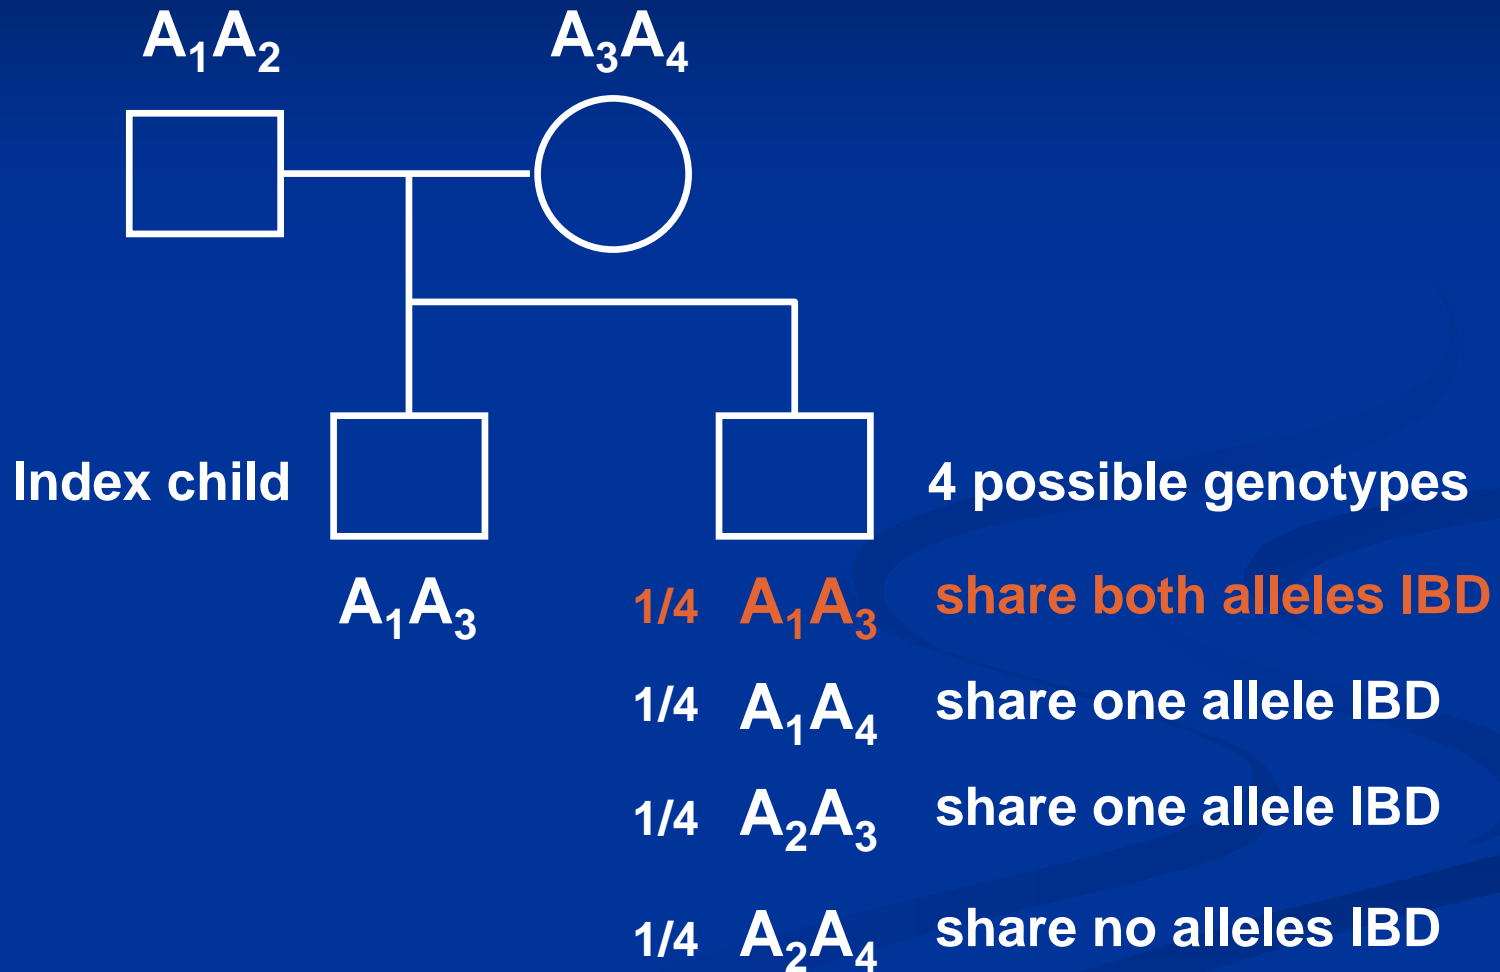 A₁A₂ A₃A₄
Index child 4 possible genotypes
A₁A₃ 1/4 A₁A₃ share both alleles IBD
1/4 A₁A₄ share one allele IBD
1/4 A₂A₃ share one allele IBD
1/4 A₂A₄ share no alleles IBD